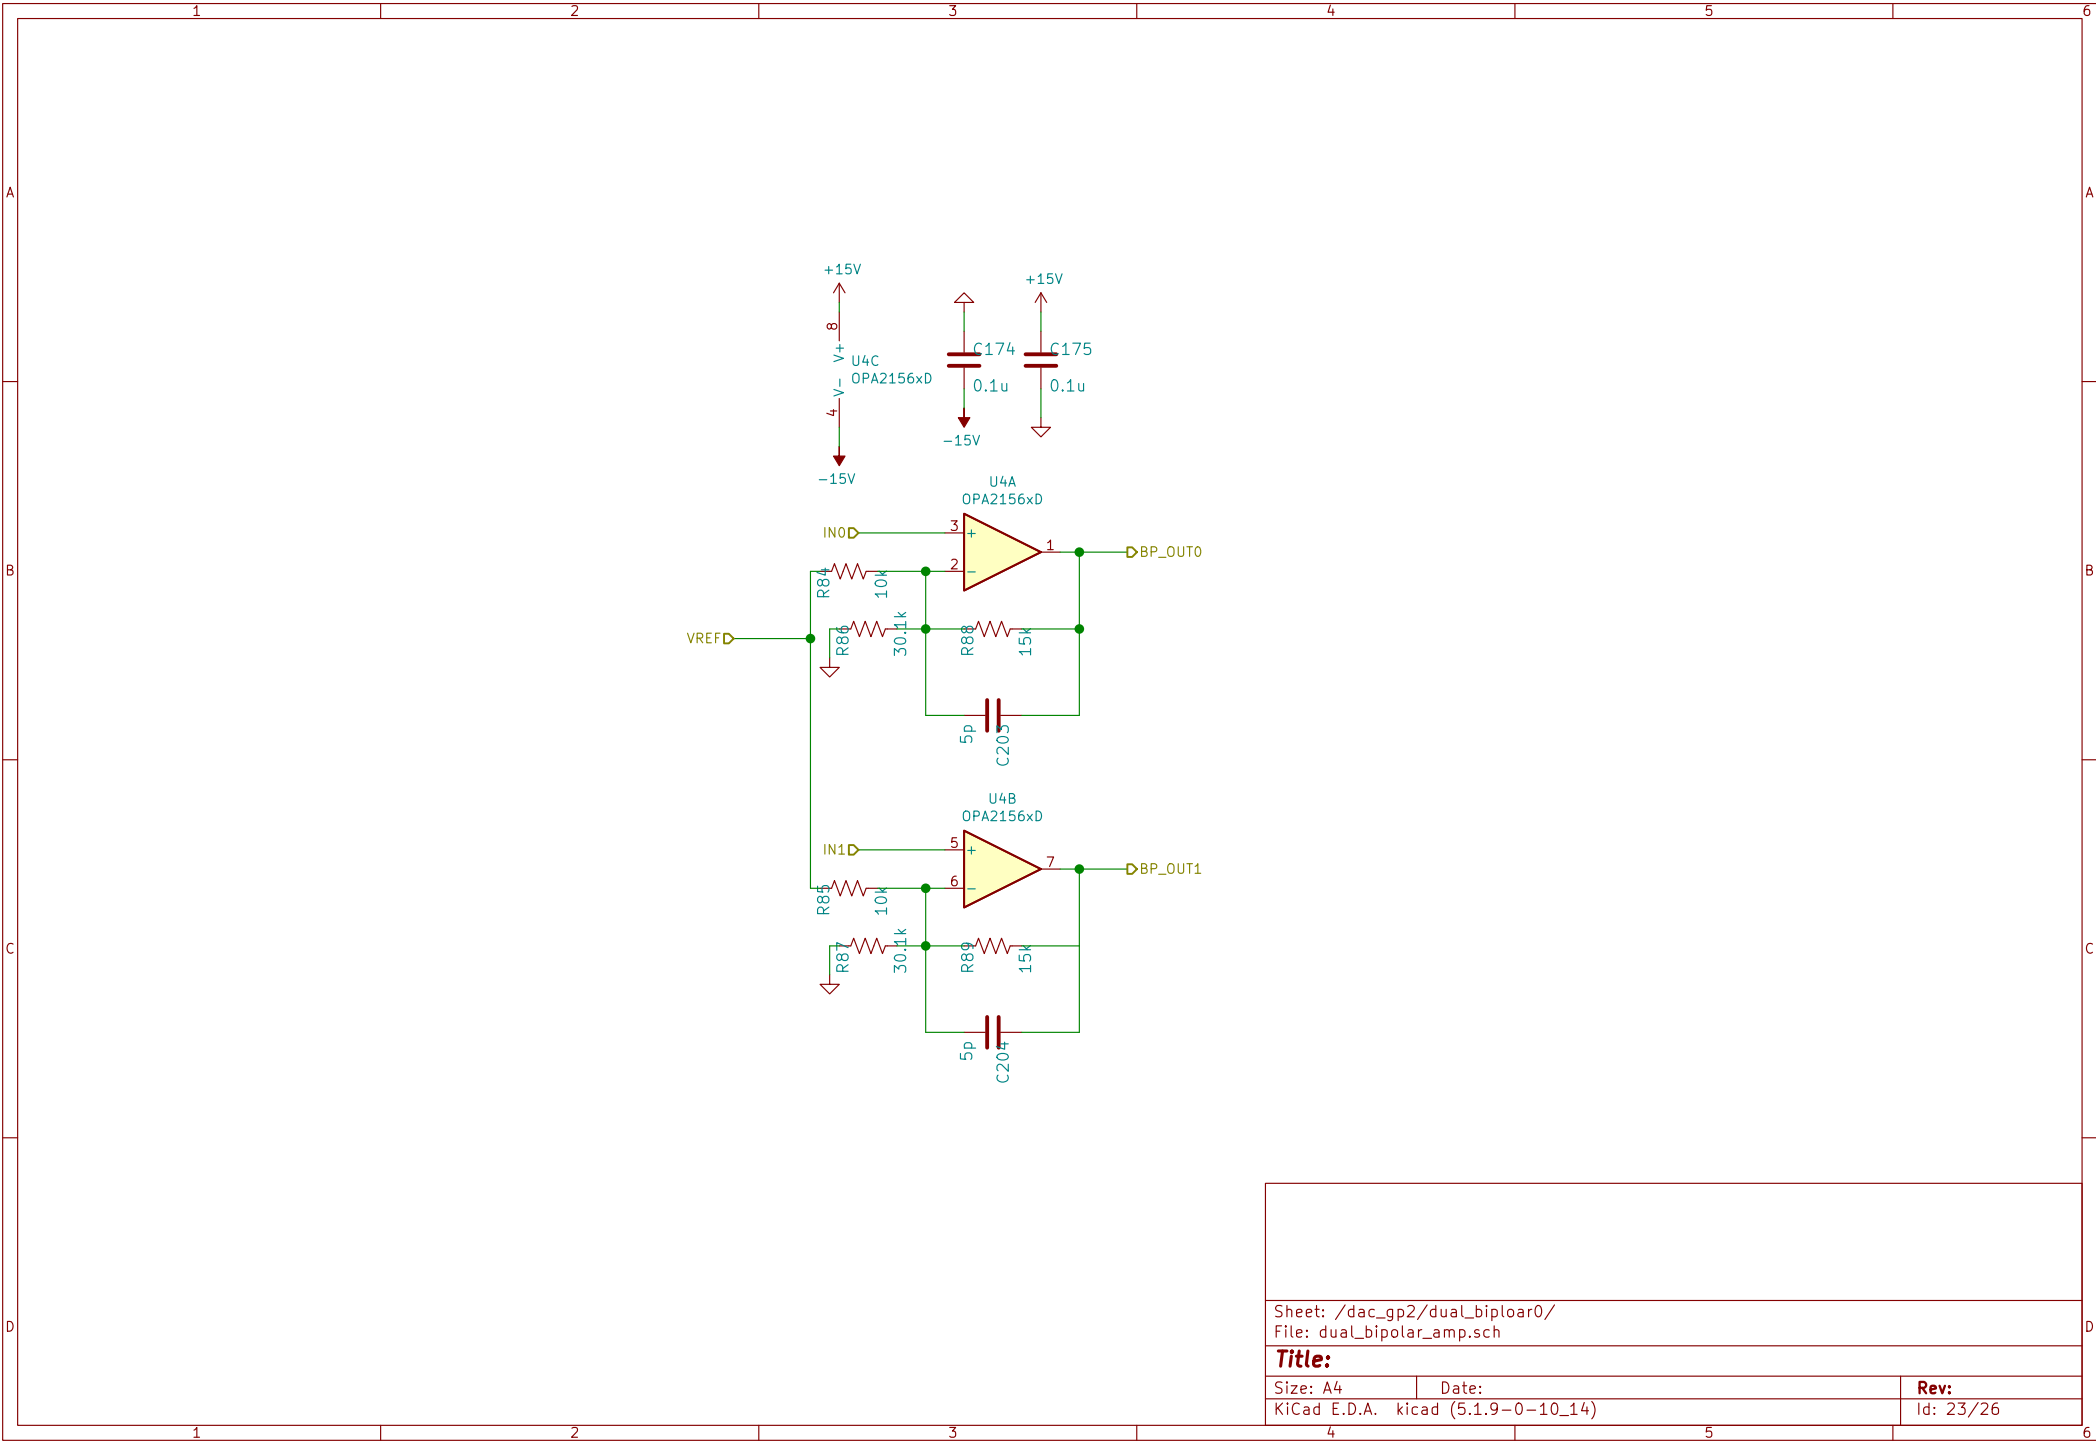 1 2 3 4 5 6
A A
+15V
+15V
8
V+
C174
C175
U4C
OPA2156xD
V-
0.1u
0.1u
4
-15V
-15V
U4A
OPA2156xD
IN0
3
+
1
BP_OUT0
B B
2
-
R84
10k
R86
30.1k
R88
15k
VREF
5p
C203
U4B
OPA2156xD
IN1
5
+
7
BP_OUT1
6
-
R85
10k
C C
R87
30.1k
R89
15k
5p
C204
Sheet: /dac_gp2/dual_biploar0/
D D
File: dual_bipolar_amp.sch
Title:
Size: A4 Date: Rev:
KiCad E.D.A. kicad (5.1.9-0-10_14) Id: 23/26
1 2 3 4 5 6